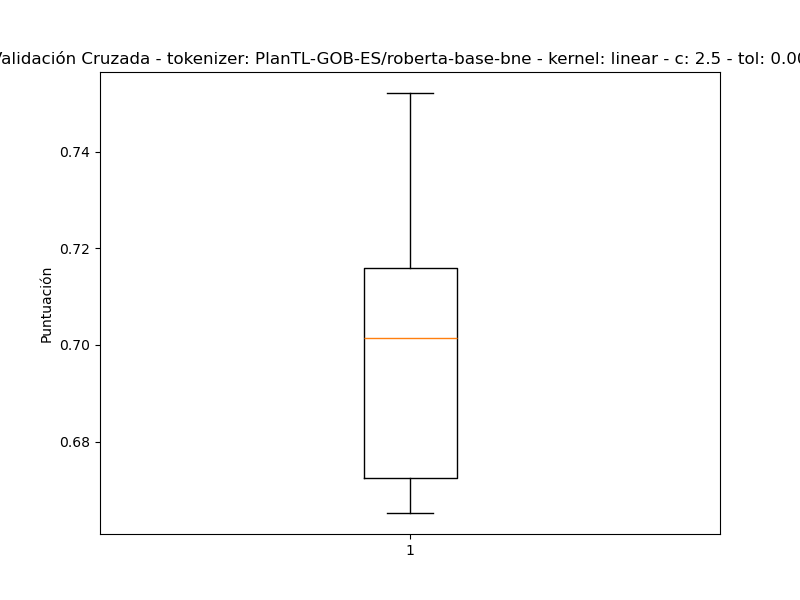 Validación Cruzada - tokenizer: PlanTL-GOB-ES/roberta-base-bne - kernel: linear - c: 2.5 - tol: 0.00
0.74
0.72
0.70
0.68
Puntuación
1